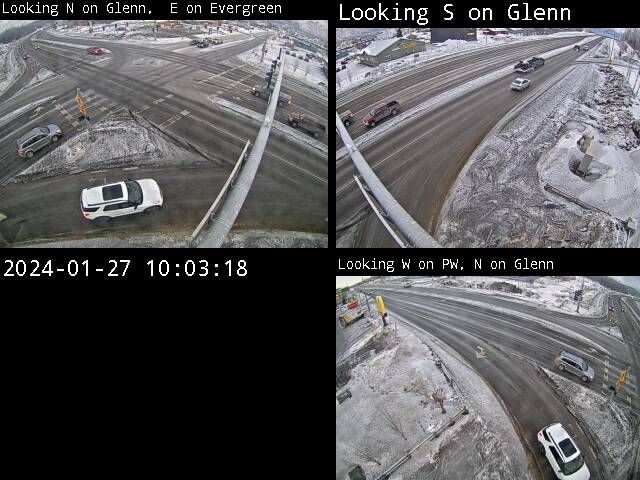 Looking N on Glenn,  E on Evergreen
Looking S on Glenn
2024-01-27 10:03:18
Looking W on PW, N on Glenn